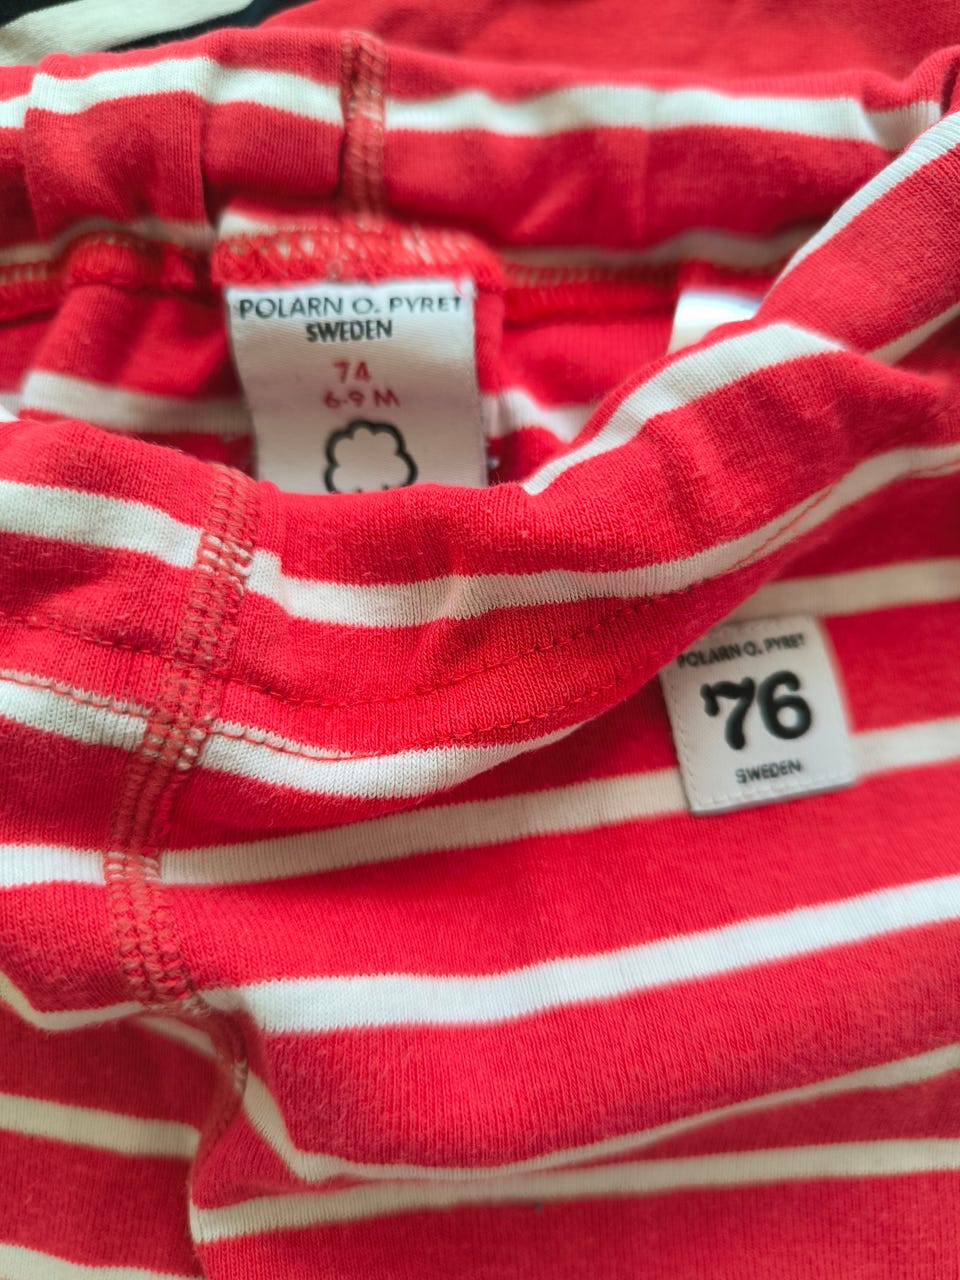 POLARN O. PYRET
SWEDEN
74
6-9 M
POLARN O. PYRET
76
SWEDEN